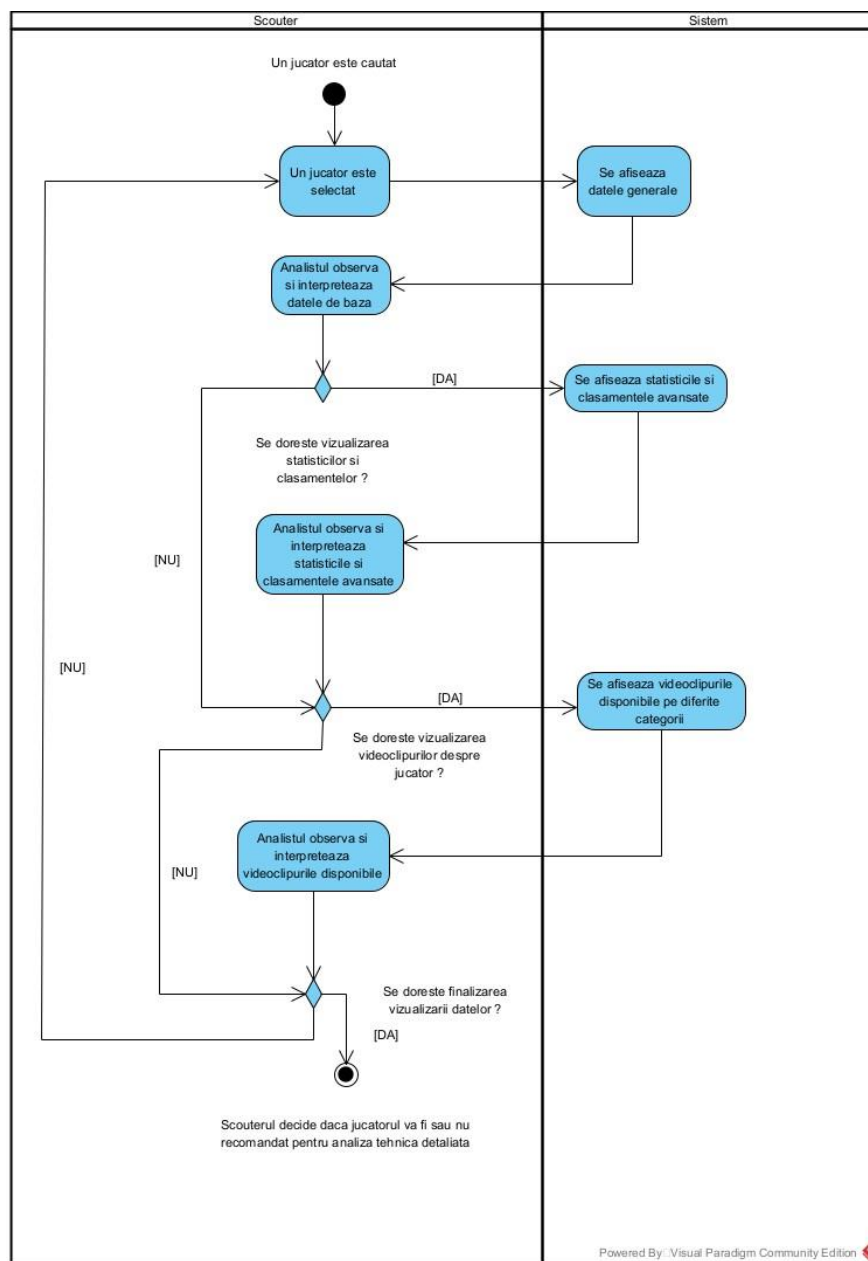 Scouter
Sistem
Un jucator este cautat
Un jucator este
selectat
Se afiseaza
datele generale
Analistul observa
si interpreteaza
datele de baza
[DA]
Se afiseaza statisticile si
clasamentele avansate
Se doreste vizualizarea
statisticilor si
clasamentelor ?
Analistul observa si
interpreteaza
statisticile si
clasamentele avansate
[NU]
[NU]
[DA]
Se afiseaza videoclipurile
disponibile pe diferite
categorii
Se doreste vizualizarea
videoclipurilor despre
jucator ?
Analistul observa si
interpreteaza
videoclipurile disponibile
[NU]
Se doreste finalizarea
vizualizarii datelor ?
[DA]
Scouterul decide daca jucatorul va fi sau nu
recomandat pentru analiza tehnica detaliata
Powered By Visual Paradigm Community Edition